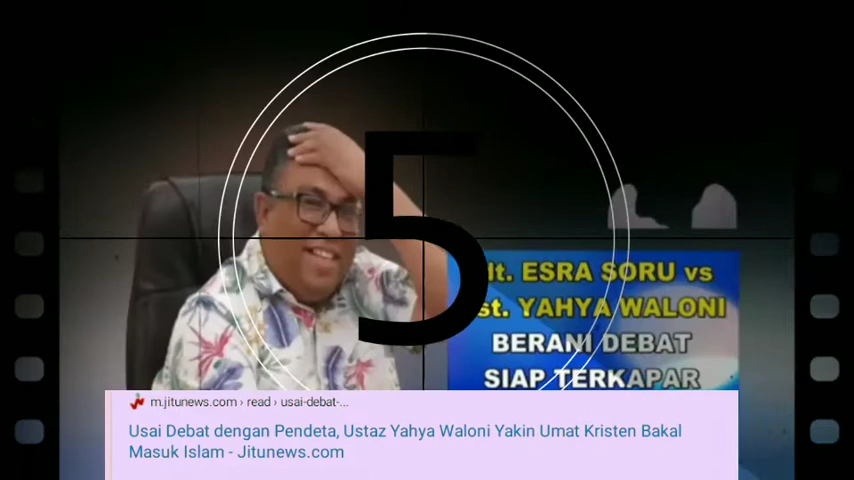 5
lt. ESRA SORU vs
st. YAHYA WALONI
BERANI DEBAT
SIAP TERKAPAR
m.jitunews.com › read › usai-debat-...
Usai Debat dengan Pendeta, Ustaz Yahya Waloni Yakin Umat Kristen Bakal
Masuk Islam - Jitunews.com